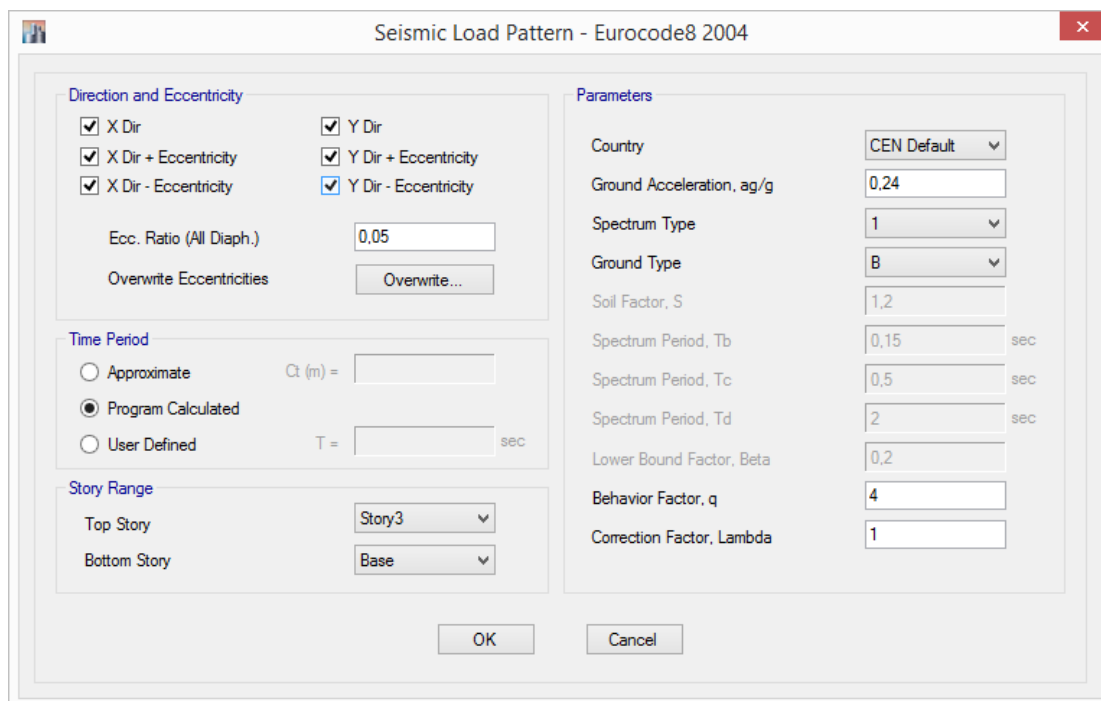 Seismic Load Pattern - Eurocode8 2004
Direction and Eccentricity
X Dir
Y Dir
X Dir + Eccentricity
Y Dir + Eccentricity
X Dir - Eccentricity
Y Dir - Eccentricity
Ecc. Ratio (All Diaph.) 0,05
Overwrite Eccentricities Overwrite...
Time Period
Approximate Ct (m) =
Program Calculated
User Defined T = sec
Story Range
Top Story Story3
Bottom Story Base
Parameters
Country CEN Default
Ground Acceleration, ag/g 0,24
Spectrum Type 1
Ground Type B
Soil Factor, S 1,2
Spectrum Period, Tb 0,15 sec
Spectrum Period, Tc 0,5 sec
Spectrum Period, Td 2 sec
Lower Bound Factor, Beta 0,2
Behavior Factor, q 4
Correction Factor, Lambda 1
OK Cancel